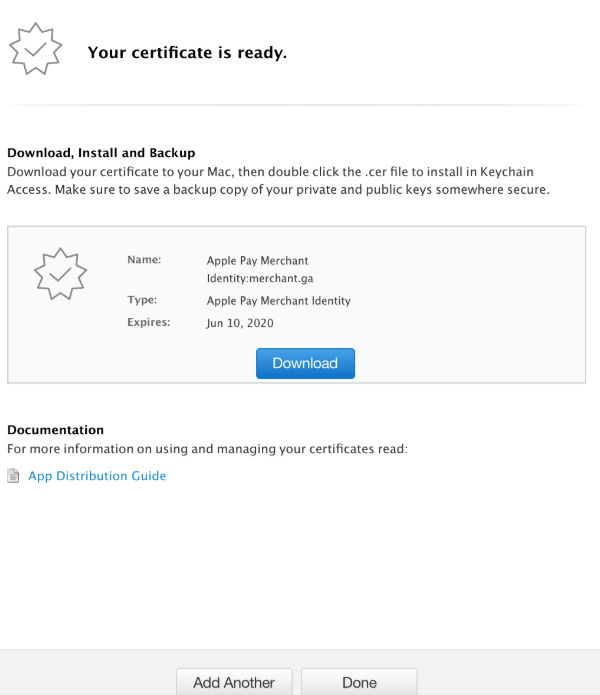 Your certificate is ready.
Download, Install and Backup
Download your certificate to your Mac, then double click the .cer file to install in Keychain
Access. Make sure to save a backup copy of your private and public keys somewhere secure.
Name: Apple Pay Merchant
Identity:merchant.ga
Type: Apple Pay Merchant Identity
Expires: Jun 10, 2020
Download
Documentation
For more information on using and managing your certificates read:
App Distribution Guide
Add Another Done